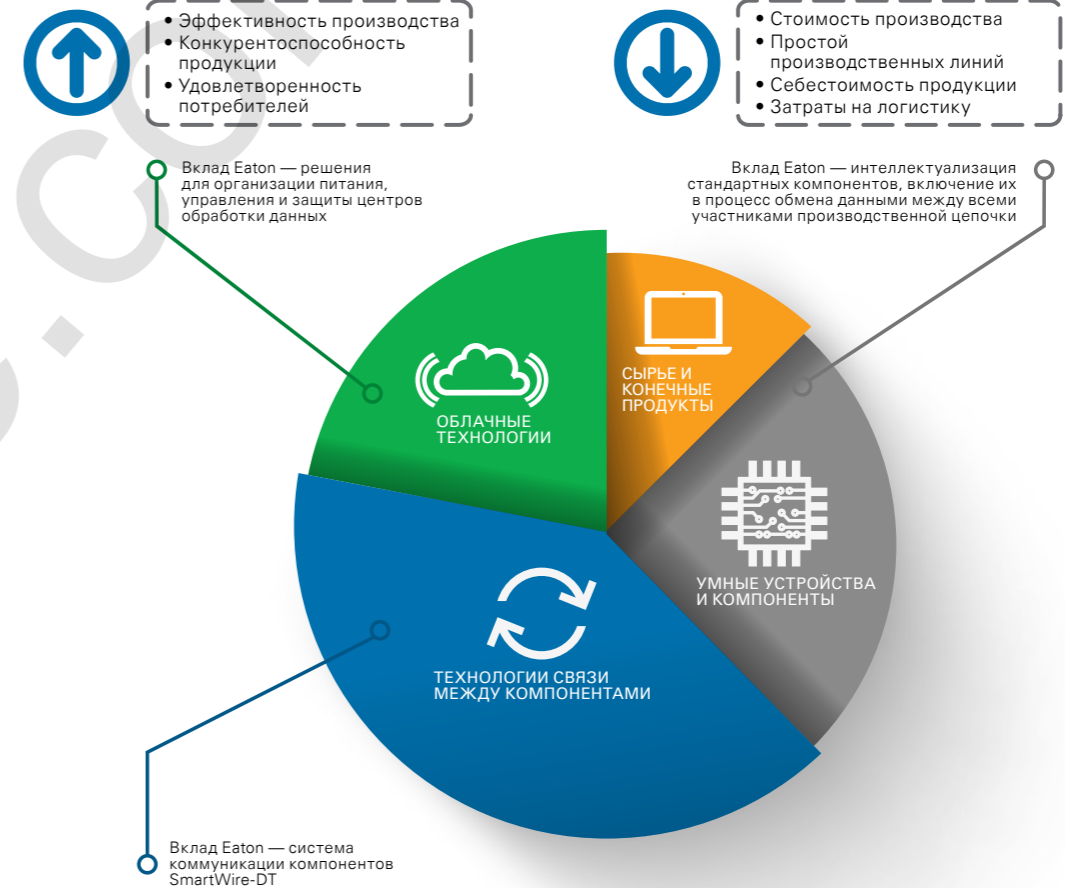 • Эффективность производства
• Конкурентоспособность
продукции
• Удовлетворенность
потребителей
• Стоимость производства
• Простой
производственных линий
• Себестоимость продукции
• Затраты на логистику
Вклад Eaton — решения
для организации питания,
управления и защиты центров
обработки данных
Вклад Eaton — интеллектуализация
стандартных компонентов, включение их
в процесс обмена данными между всеми
участниками производственной цепочки
ОБЛАЧНЫЕ
ТЕХНОЛОГИИ
СЫРЬЕ И
КОНЕЧНЫЕ
ПРОДУКТЫ
УМНЫЕ УСТРОЙСТВА
И КОМПОНЕНТЫ
ТЕХНОЛОГИИ СВЯЗИ
МЕЖДУ КОМПОНЕНТАМИ
Вклад Eaton — система
коммуникации компонентов
SmartWire-DT